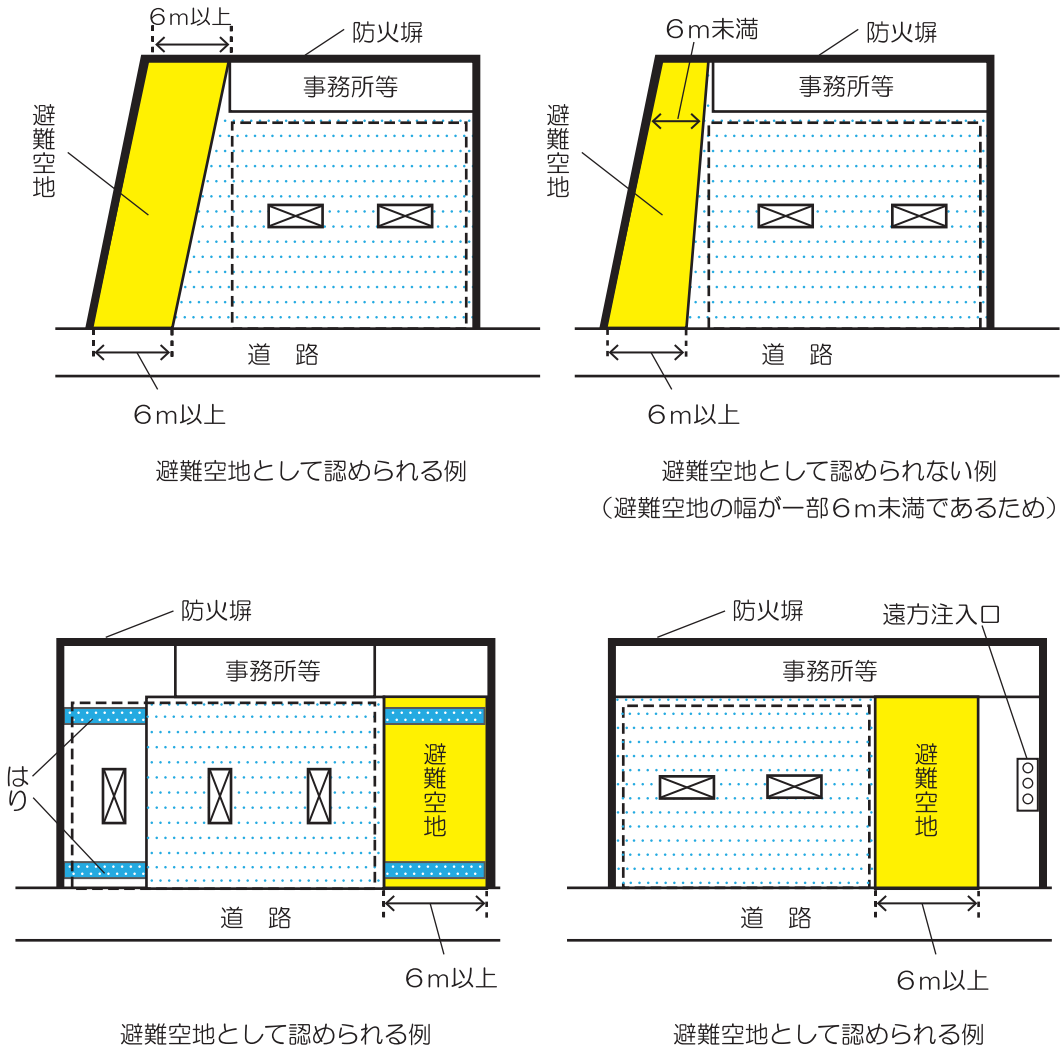 6m以上
防火塀
事務所等
避難空地
道　路
6m以上
避難空地として認められる例
6m未満
防火塀
事務所等
避難空地
道　路
6m以上
避難空地として認められない例
（避難空地の幅が一部6m未満であるため）
防火塀
事務所等
はり
避難空地
道　路
6m以上
避難空地として認められる例
防火塀
遠方注入口
事務所等
避難空地
道　路
6m以上
避難空地として認められる例